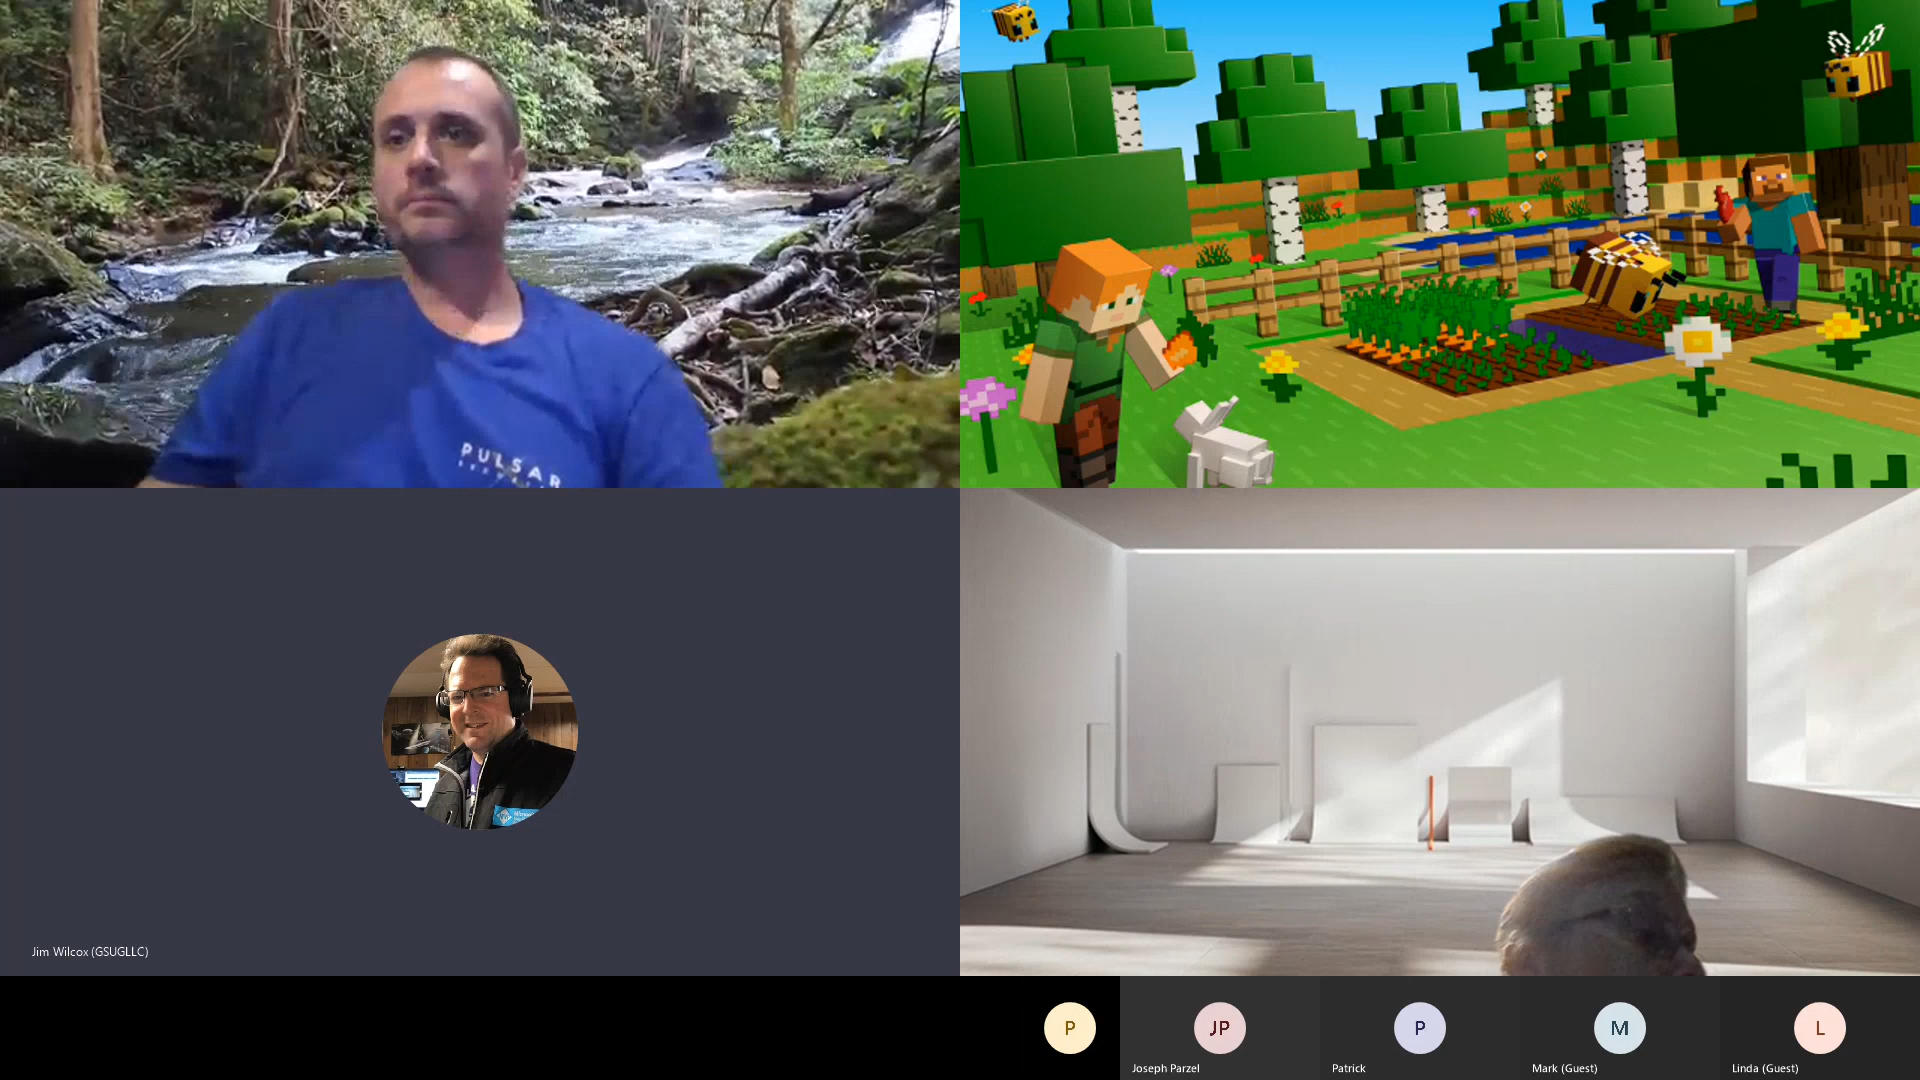 PULSAR
Jim Wilcox (GSUGLLC)
P
JP
P
M
L
Joseph Parzel
Patrick
Mark (Guest)
Linda (Guest)